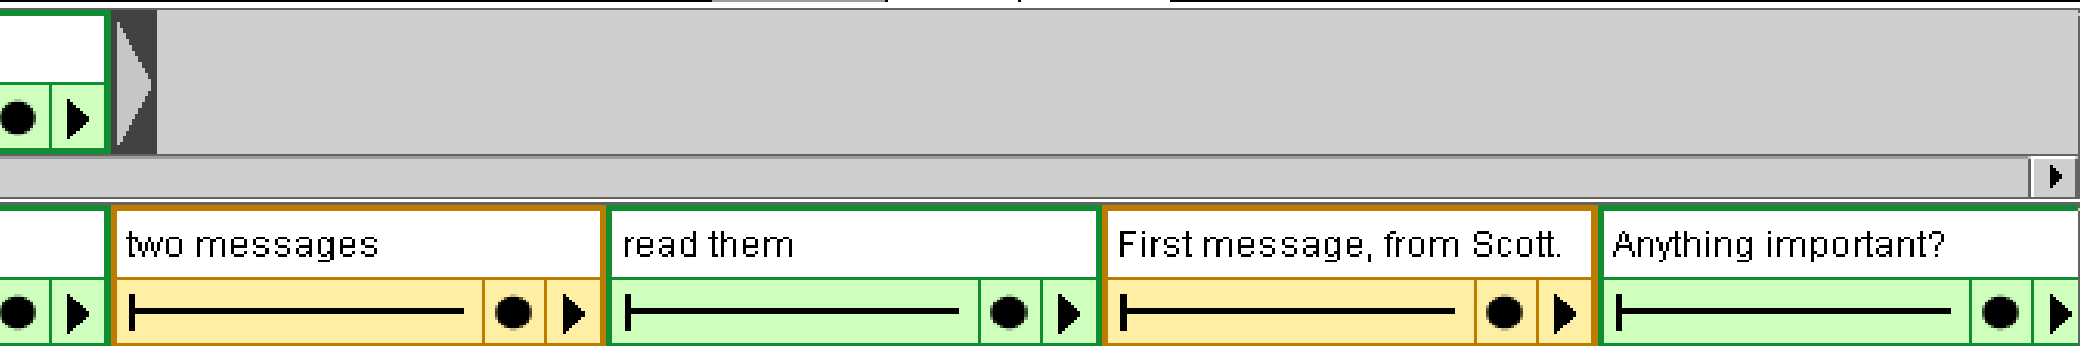 two messages
read them
First message, from Scott.
Anything important?